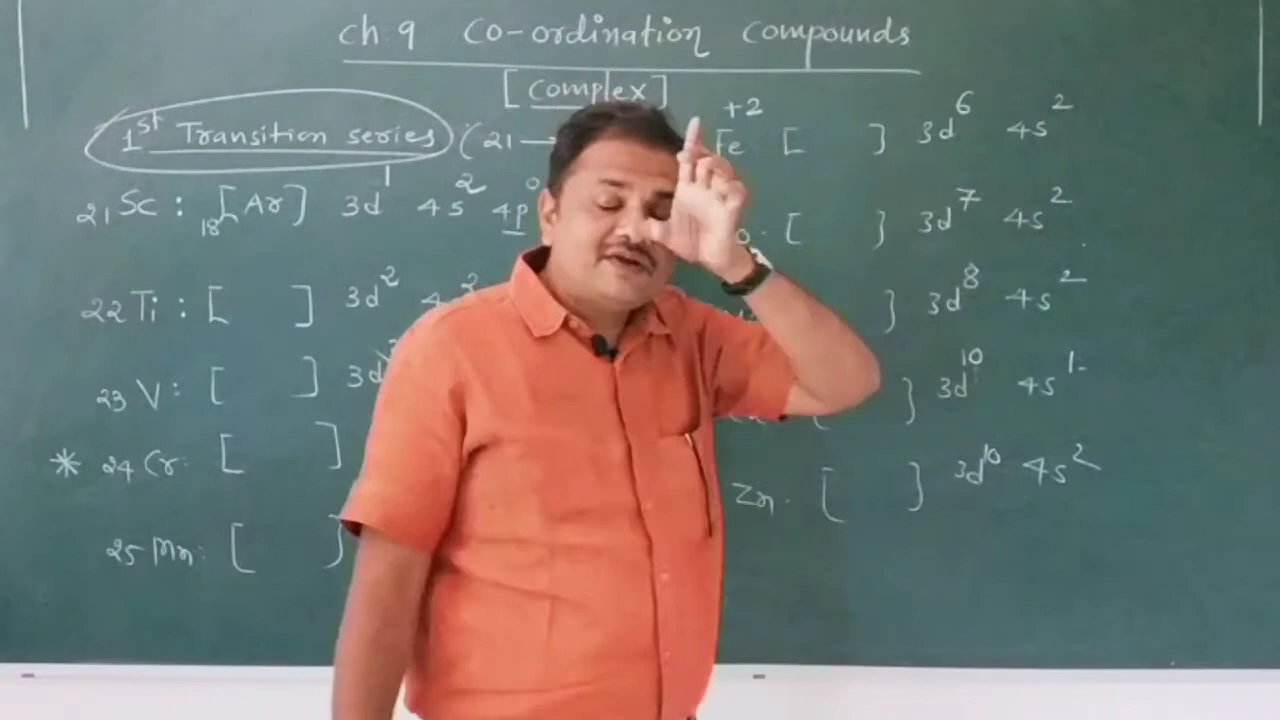 ch. 9 Co-ordination Compounds
[Complex]
1st Transition series (21—
21Sc : 18[Ar] 3d1 4s2 4p0
22Ti : [ ] 3d2 4s2
23V : [ ] 3d
* 24Cr. [ ]
25Mn: [ ]
+2
Fe [ ] 3d6 4s2
[ ] 3d7 4s2
] 3d8 4s2
[ ] 3d10 4s1
Zn. [ ] 3d10 4s2